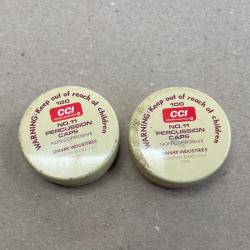 WARNING: Keep out of reach of children
100
CCI
NO. 11
PERCUSSION
CAPS
NON-CORROSIVE
OMARK INDUSTRIES
WARNING: Keep out of reach of children
100
CCI
NO. 11
PERCUSSION
CAPS
NON-CORROSIVE
OMARK INDUSTRIES